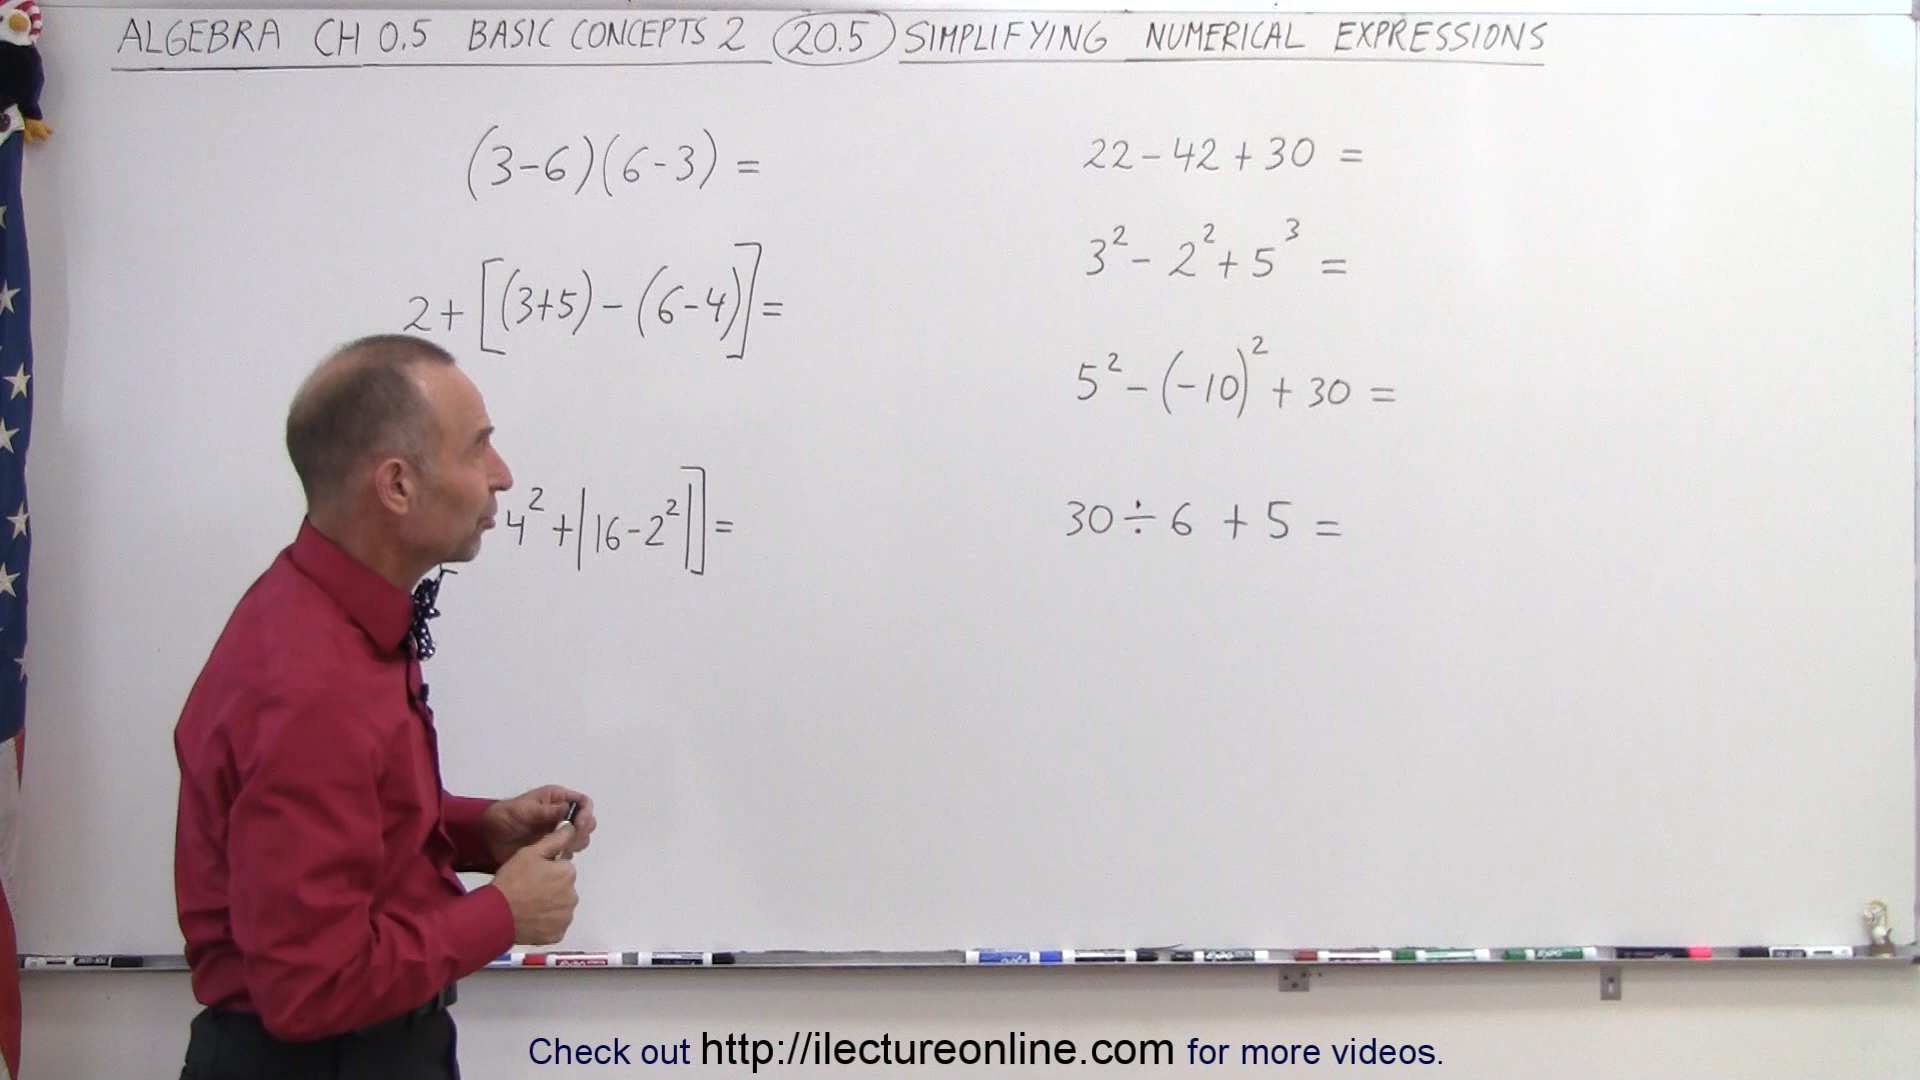 ALGEBRA CH 0.5 BASIC CONCEPTS 2 20.5 SIMPLIFYING NUMERICAL EXPRESSIONS
(3-6)(6-3) =
2 + [(3+5) - (6-4)] =
4² + |16-2²|] =
22 - 42 + 30 =
3² - 2² + 5³ =
5² - (-10)² + 30 =
30 ÷ 6 + 5 =
Check out http://ilectureonline.com for more videos.